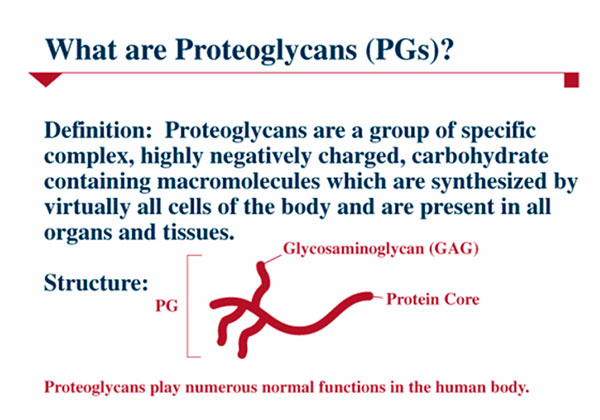 What are Proteoglycans (PGs)?
Definition:  Proteoglycans are a group of specific
complex, highly negatively charged, carbohydrate
containing macromolecules which are synthesized by
virtually all cells of the body and are present in all
organs and tissues.
Glycosaminoglycan (GAG)
Structure:
PG
Protein Core
Proteoglycans play numerous normal functions in the human body.